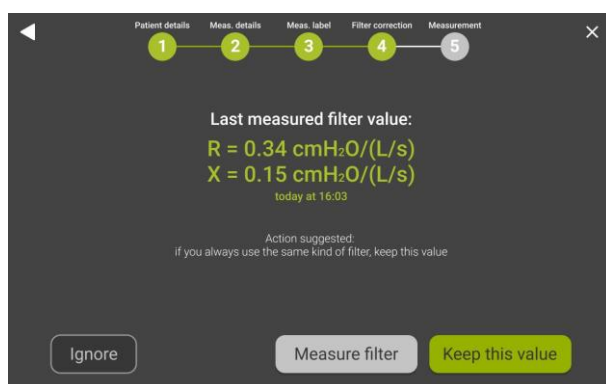 Patient details Meas. details Meas. label Filter correction Measurement
1 2 3 4 5
Last measured filter value:
R = 0.34 cmH₂O/(L/s)
X = 0.15 cmH₂O/(L/s)
today at 16:03
Action suggested:
if you always use the same kind of filter, keep this value
Ignore Measure filter Keep this value